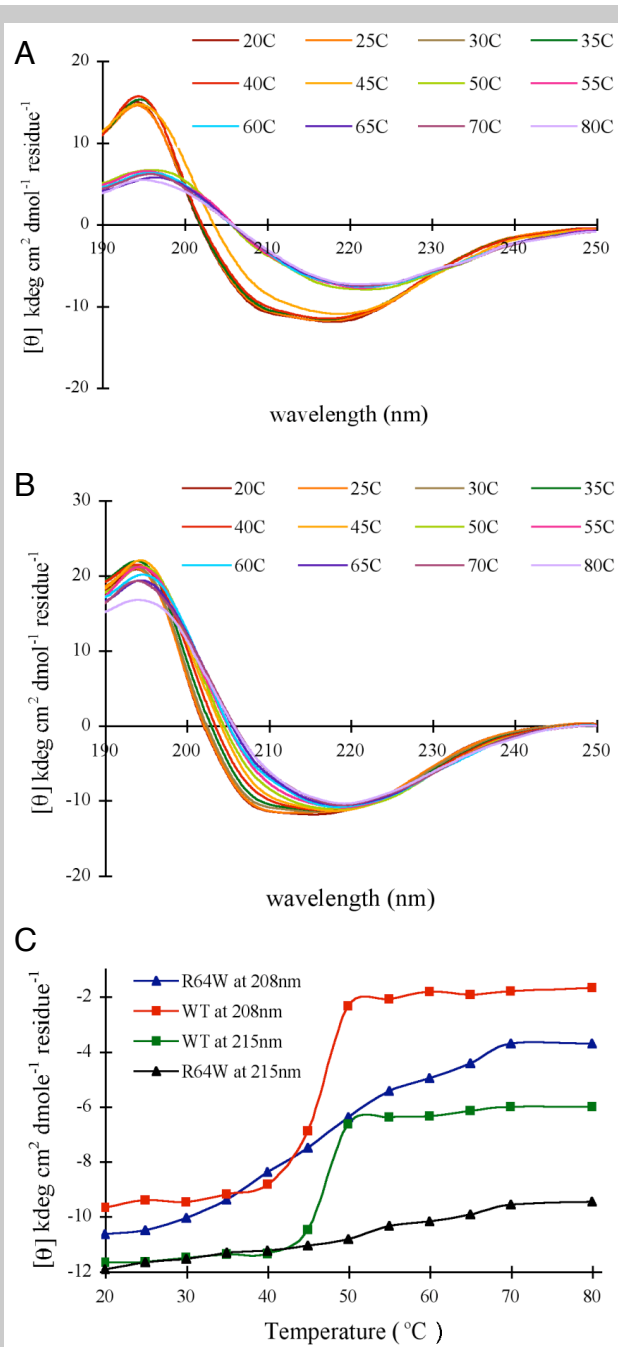 A
20C 25C 30C 35C
40C 45C 50C 55C
60C 65C 70C 80C
20
10
0
-10
-20
190 200 210 220 230 240 250
[θ] kdeg cm² dmol⁻¹ residue⁻¹
wavelength (nm)
B
20C 25C 30C 35C
40C 45C 50C 55C
60C 65C 70C 80C
30
20
10
0
-10
-20
190 200 210 220 230 240 250
[θ] kdeg cm² dmol⁻¹ residue⁻¹
wavelength (nm)
C
R64W at 208nm
WT at 208nm
WT at 215nm
R64W at 215nm
-2
-4
-6
-8
-10
-12
20 30 40 50 60 70 80
[θ] kdeg cm² dmole⁻¹ residue⁻¹
Temperature ( °C )